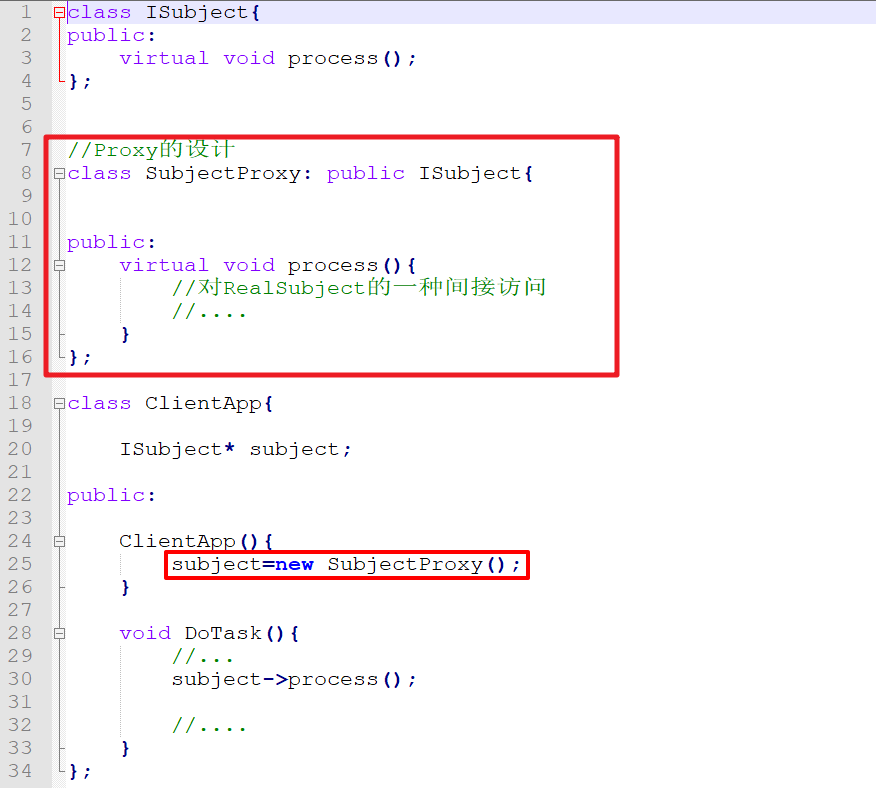 1 class ISubject{
2 public:
3     virtual void process();
4 };
5
6
7 //Proxy的设计
8 class SubjectProxy: public ISubject{
9
10
11 public:
12     virtual void process(){
13         //对RealSubject的一种间接访问
14         //....
15     }
16 };
17
18 class ClientApp{
19
20     ISubject* subject;
21
22 public:
23
24     ClientApp(){
25         subject=new SubjectProxy();
26     }
27
28     void DoTask(){
29         //...
30         subject->process();
31
32         //....
33     }
34 };